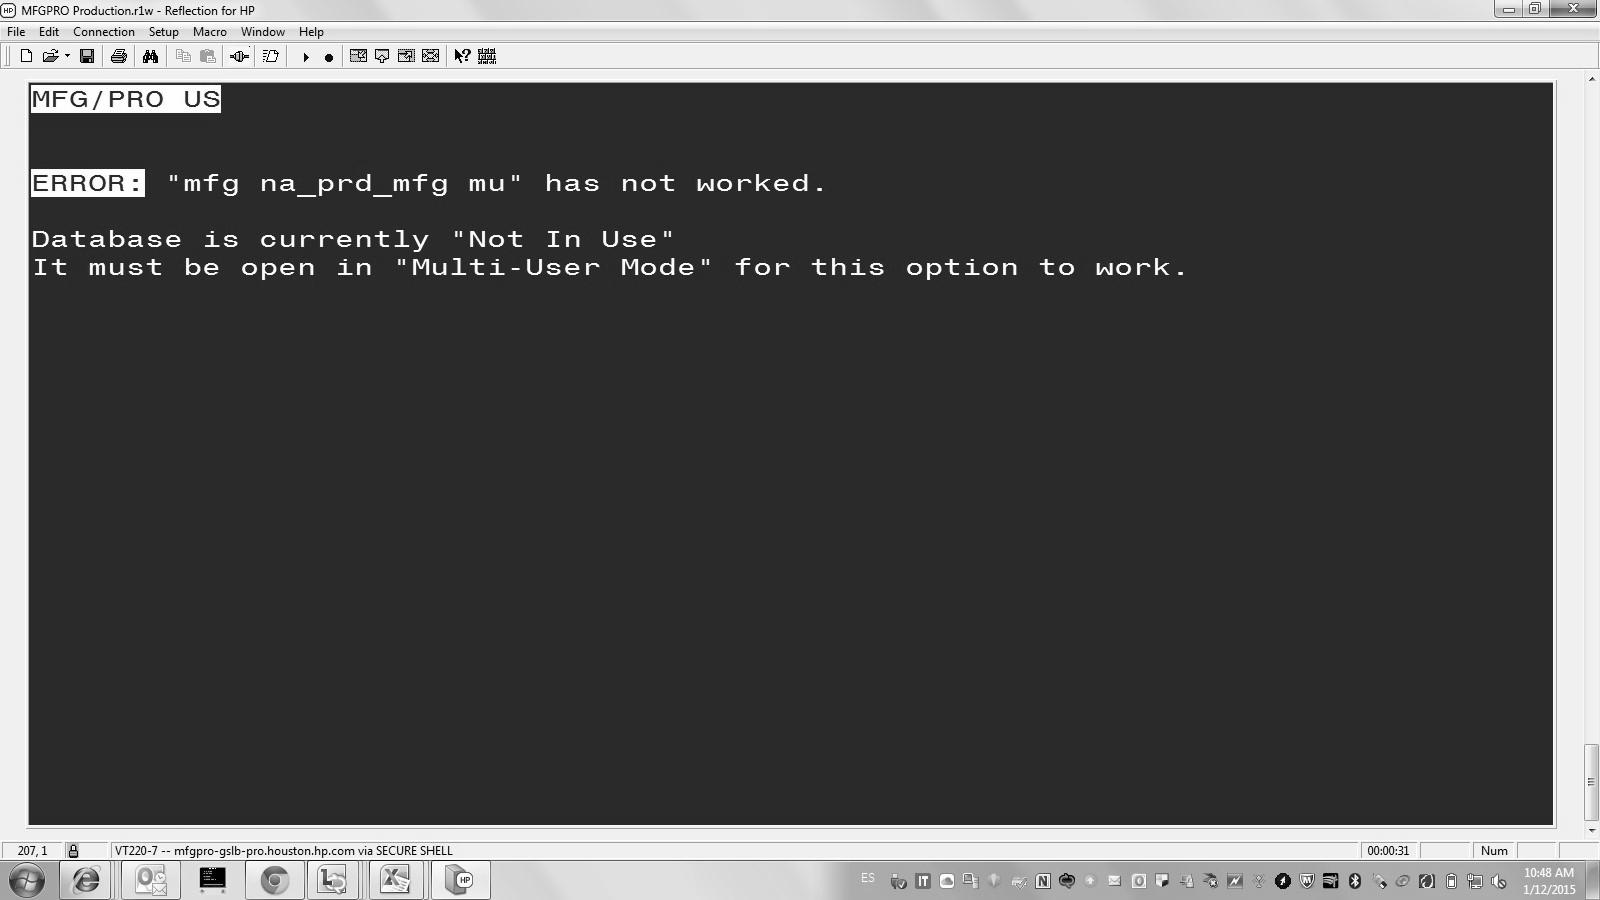 MFGPRO Production.r1w - Reflection for HP
File Edit Connection Setup Macro Window Help
MFG/PRO US
ERROR: "mfg na_prd_mfg mu" has not worked.
Database is currently "Not In Use"
It must be open in "Multi-User Mode" for this option to work.
207, 1 VT220-7 -- mfgpro-gslb-pro.houston.hp.com via SECURE SHELL 00:00:31 Num
ES 10:48 AM
1/12/2015